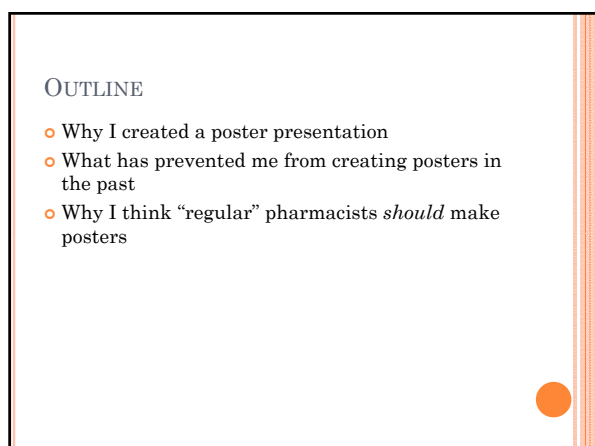 OUTLINE
Why I created a poster presentation
What has prevented me from creating posters in
the past
Why I think “regular” pharmacists should make
posters